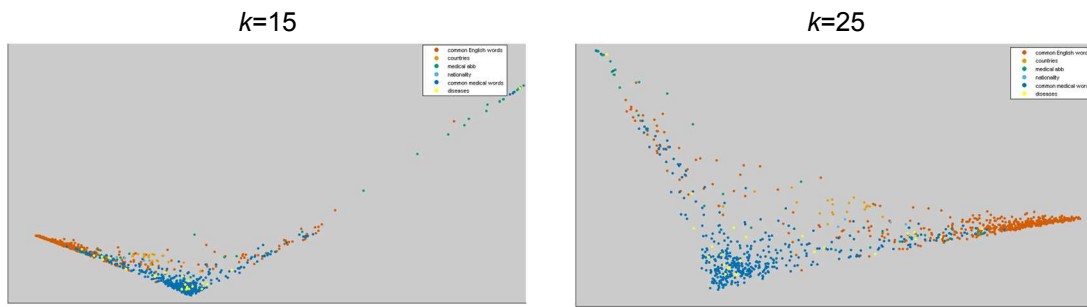 k=15
common English words
countries
medical abb
nationality
common medical words
diseases
k=25
common English words
countries
medical abb
nationality
common medical words
diseases